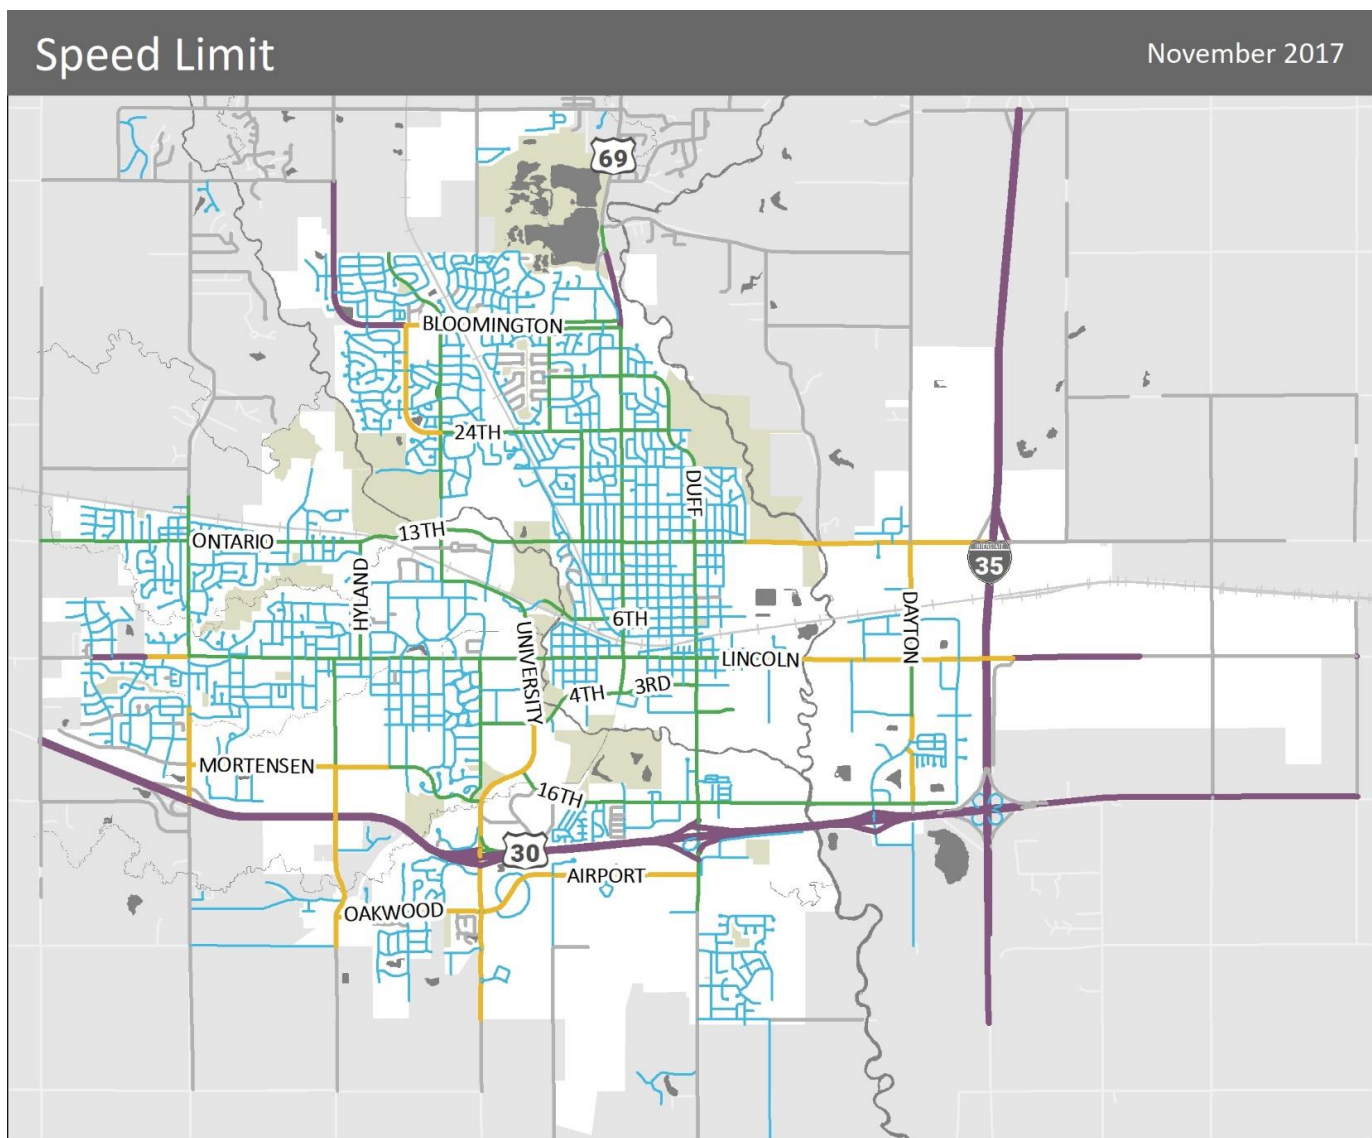 Speed Limit
November 2017
69
BLOOMINGTON
24TH
DUFF
13TH
ONTARIO
INTERSTATE
35
HYLAND
DAYTON
6TH
UNIVERSITY
LINCOLN
4TH
3RD
MORTENSEN
16TH
30
AIRPORT
OAKWOOD